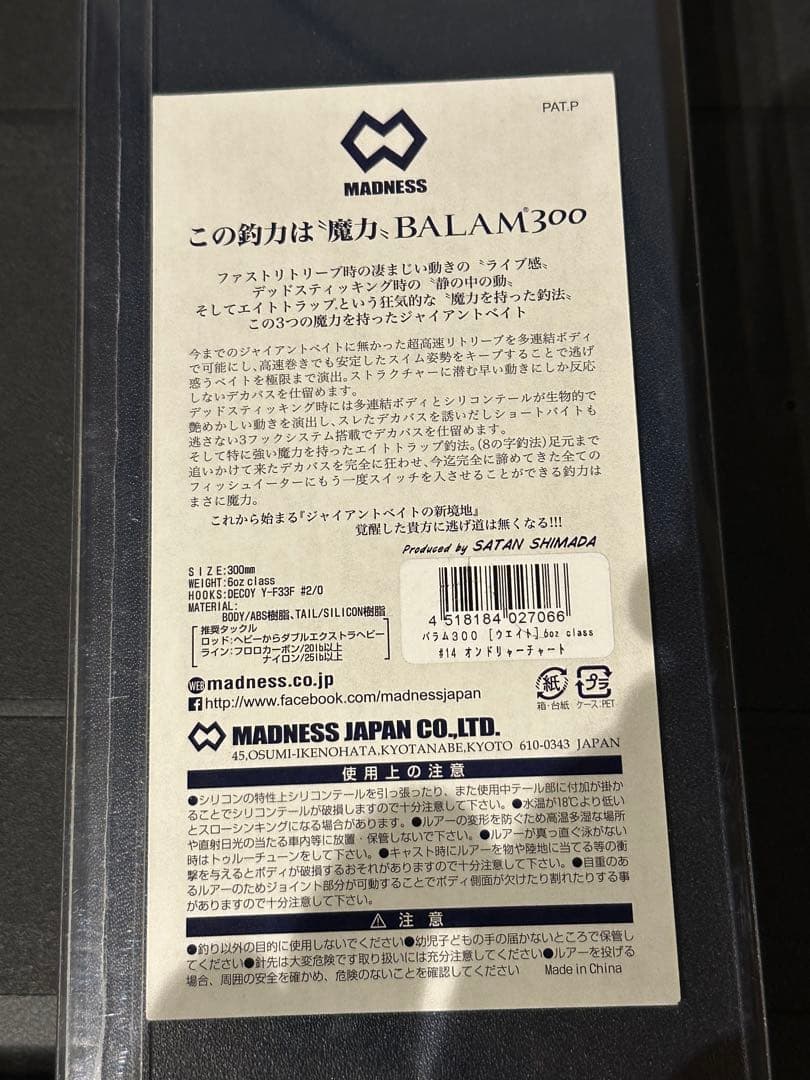 PAT.P
MADNESS
この釣力は〝魔力〟BALAM®300
ファストリトリーブ時の凄まじい動きの〝ライブ感〟
デッドスティッキング時の〝静の中の動〟
そしてエイトトラップ.という狂気的な〝魔力を持った釣法〟
この3つの魔力を持ったジャイアントベイト
今までのジャイアントベイトに無かった超高速リトリーブを多連結ボディ
で可能にし、高速巻きでも安定したスイム姿勢をキープすることで逃げ
惑うベイトを極限まで演出。ストラクチャーに潜む早い動きにしか反応
しないデカバスを仕留めます。
デッドスティッキング時には多連結ボディとシリコンテールが生物的で
艶めかしい動きを演出し、スレたデカバスを誘いだしショートバイトも
逃さない3フックシステム搭載でデカバスを仕留めます。
そして特に強い魔力を持ったエイトトラップ釣法。(8の字釣法)足元まで
追いかけて来たデカバスを完全に狂わせ、今迄完全に諦めてきた全ての
フィッシュイーターにもう一度スイッチを入させることができる釣力は
まさに魔力。
これから始まる『ジャイアントベイトの新境地』
覚醒した貴方に逃げ道は無くなる!!!
Produced by SATAN SHIMADA
SIZE:300mm
WEIGHT:6oz class
HOOKS:DECOY Y-F33F #2/0
MATERIAL:
BODY/ABS樹脂、TAIL/SILICON樹脂
推奨タックル
ロッド:ヘビーからダブルエクストラヘビー
ライン:フロロカーボン/20lb以上
ナイロン/25lb以上
4 518184 027066
バラム300 [ウエイト] 6oz class
#14 オンドリャーチャート
WEB madness.co.jp
http://www.facebook.com/madnessjapan
紙
箱・台紙
プラ
ケース:PET
MADNESS JAPAN CO.,LTD.
45,OSUMI-IKENOHATA,KYOTANABE,KYOTO 610-0343 JAPAN
使用上の注意
●シリコンの特性上シリコンテールを引っ張ったり、また使用中テール部に付加が掛か
ることでシリコンテールが破損しますので十分注意して下さい。●水温が18℃より低い
とスローシンキングになる場合があります。●ルアーの変形を防ぐため高温多湿な場所
や直射日光の当たる車内等に放置・保管しないで下さい。●ルアーが真っ直ぐ泳がない
時はトゥルーチューンをして下さい。●キャスト時にルアーを物や陸地に当てる等の衝
撃を与えるとボディが破損するおそれがありますので十分注意して下さい。●自重のあ
るルアーのためジョイント部分が可動することでボディ側面が欠けたり割れたりする事
がありますので十分注意して下さい。
⚠ 注意
●釣り以外の目的に使用しないでください●幼児子どもの手の届かないところで保管し
てください●針先は大変危険です取り扱いには充分注意してください●ルアーを投げる
場合、周囲の安全を確かめ、危険のないことを確認してください Made in China